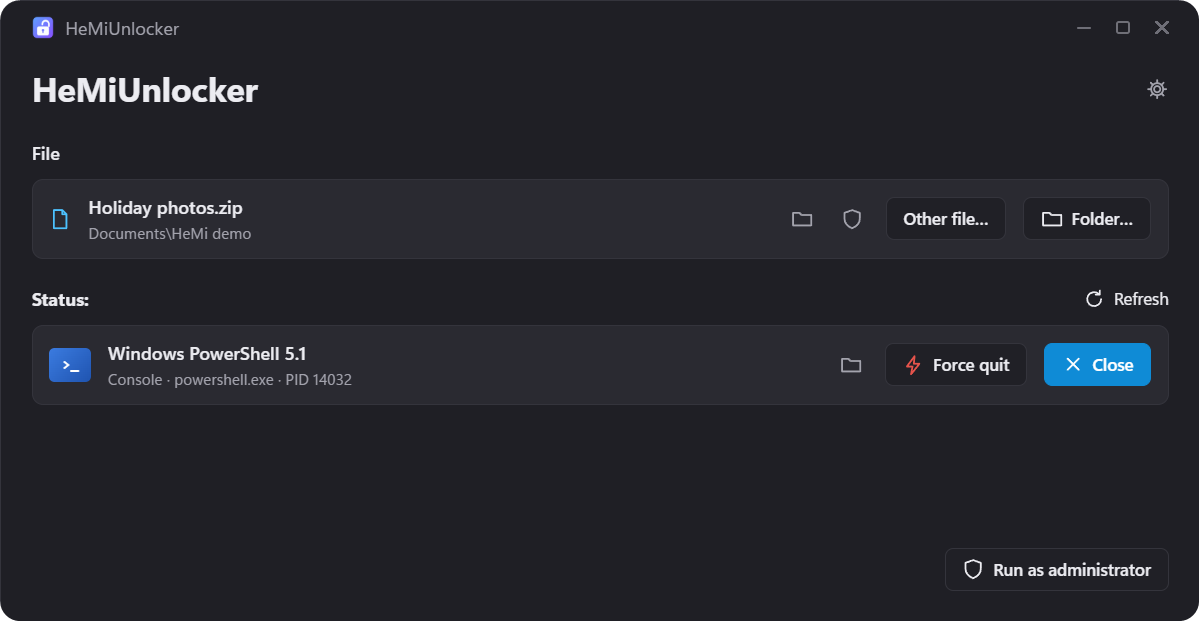 HeMiUnlocker
HeMiUnlocker
File
Holiday photos.zip
Documents\HeMi demo
Other file...
Folder...
Status:
Refresh
Windows PowerShell 5.1
Console · powershell.exe · PID 14032
Force quit
Close
Run as administrator